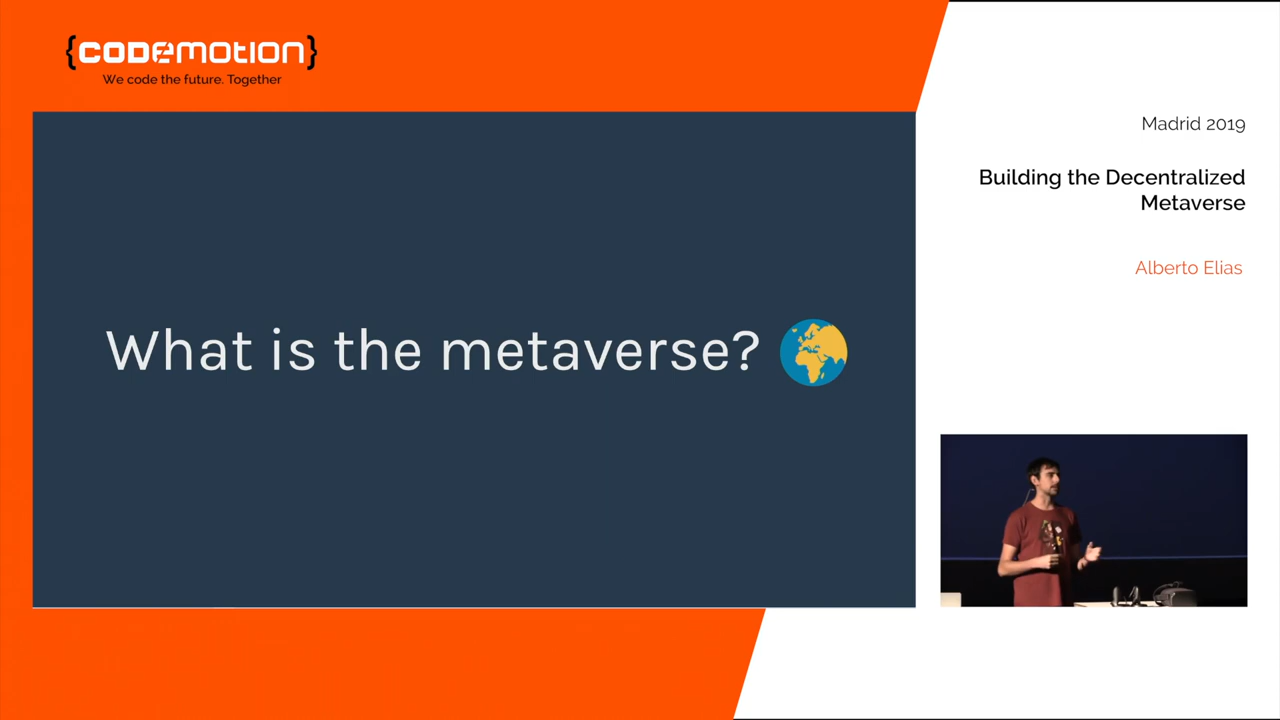 {CODEMOTION}
We code the future. Together
Madrid 2019
Building the Decentralized
Metaverse
Alberto Elias
What is the metaverse?